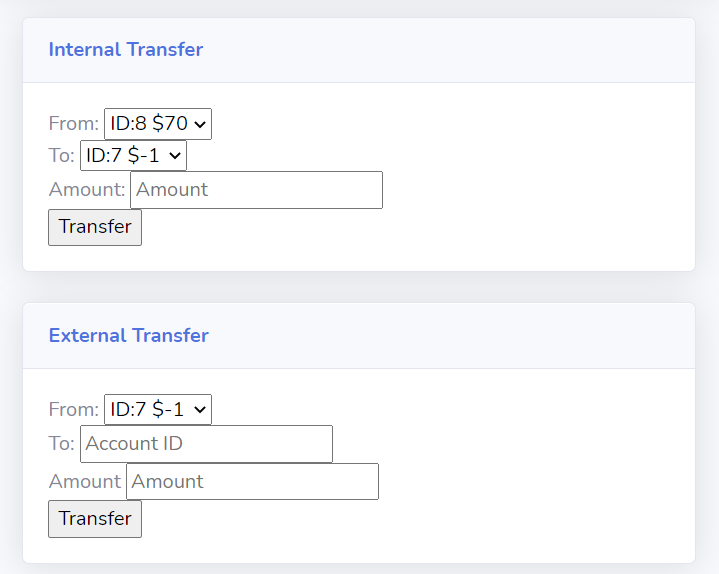 Internal Transfer
From: ID:8 $70
To: ID:7 $-1
Amount: Amount
Transfer
External Transfer
From: ID:7 $-1
To: Account ID
Amount Amount
Transfer